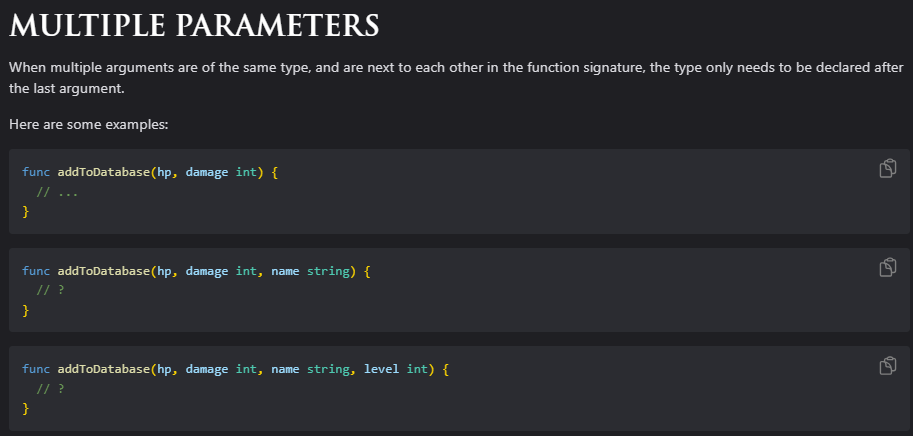 MULTIPLE PARAMETERS
When multiple arguments are of the same type, and are next to each other in the function signature, the type only needs to be declared after
the last argument.
Here are some examples:
func addToDatabase(hp, damage int) {
  // ...
}
func addToDatabase(hp, damage int, name string) {
  // ?
}
func addToDatabase(hp, damage int, name string, level int) {
  // ?
}